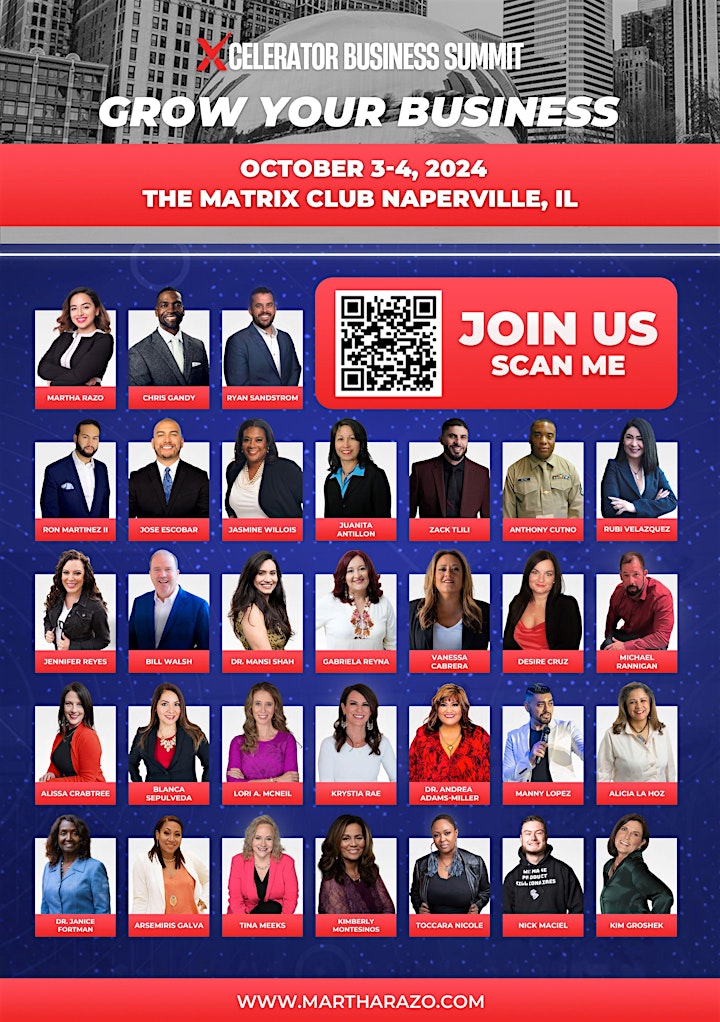 XCELERATOR BUSINESS SUMMIT
GROW YOUR BUSINESS
OCTOBER 3-4, 2024
THE MATRIX CLUB NAPERVILLE, IL
JOIN US
SCAN ME
MARTHA RAZO
CHRIS GANDY
RYAN SANDSTROM
RON MARTINEZ II
JOSE ESCOBAR
JASMINE WILLOIS
JUANITA
ANTILLON
ZACK TLILI
ANTHONY CUTNO
RUBI VELAZQUEZ
JENNIFER REYES
BILL WALSH
DR. MANSI SHAH
GABRIELA REYNA
VANESSA
CABRERA
DESIRE CRUZ
MICHAEL
RANNIGAN
ALISSA CRABTREE
BLANCA
SEPULVEDA
LORI A. MCNEIL
KRYSTIA RAE
DR. ANDREA
ADAMS-MILLER
MANNY LOPEZ
ALICIA LA HOZ
DR. JANICE
FORTMAN
ARSEMIRIS GALVA
TINA MEEKS
KIMBERLY
MONTESINOS
TOCCARA NICOLE
WE MAKE
PRODUCT
KILLIONAIRES
NICK MACIEL
KIM GROSHEK
WWW.MARTHARAZO.COM